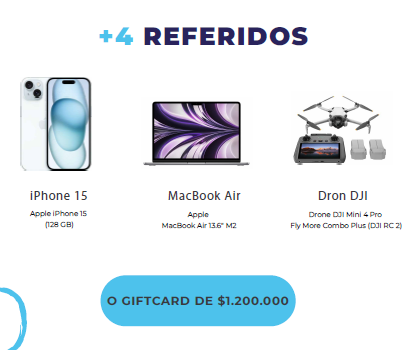 +4 REFERIDOS
iPhone 15
Apple iPhone 15
(128 GB)
MacBook Air
Apple
MacBook Air 13.6" M2
Dron DJI
Drone DJI Mini 4 Pro
Fly More Combo Plus (DJI RC 2)
O GIFTCARD DE $1.200.000